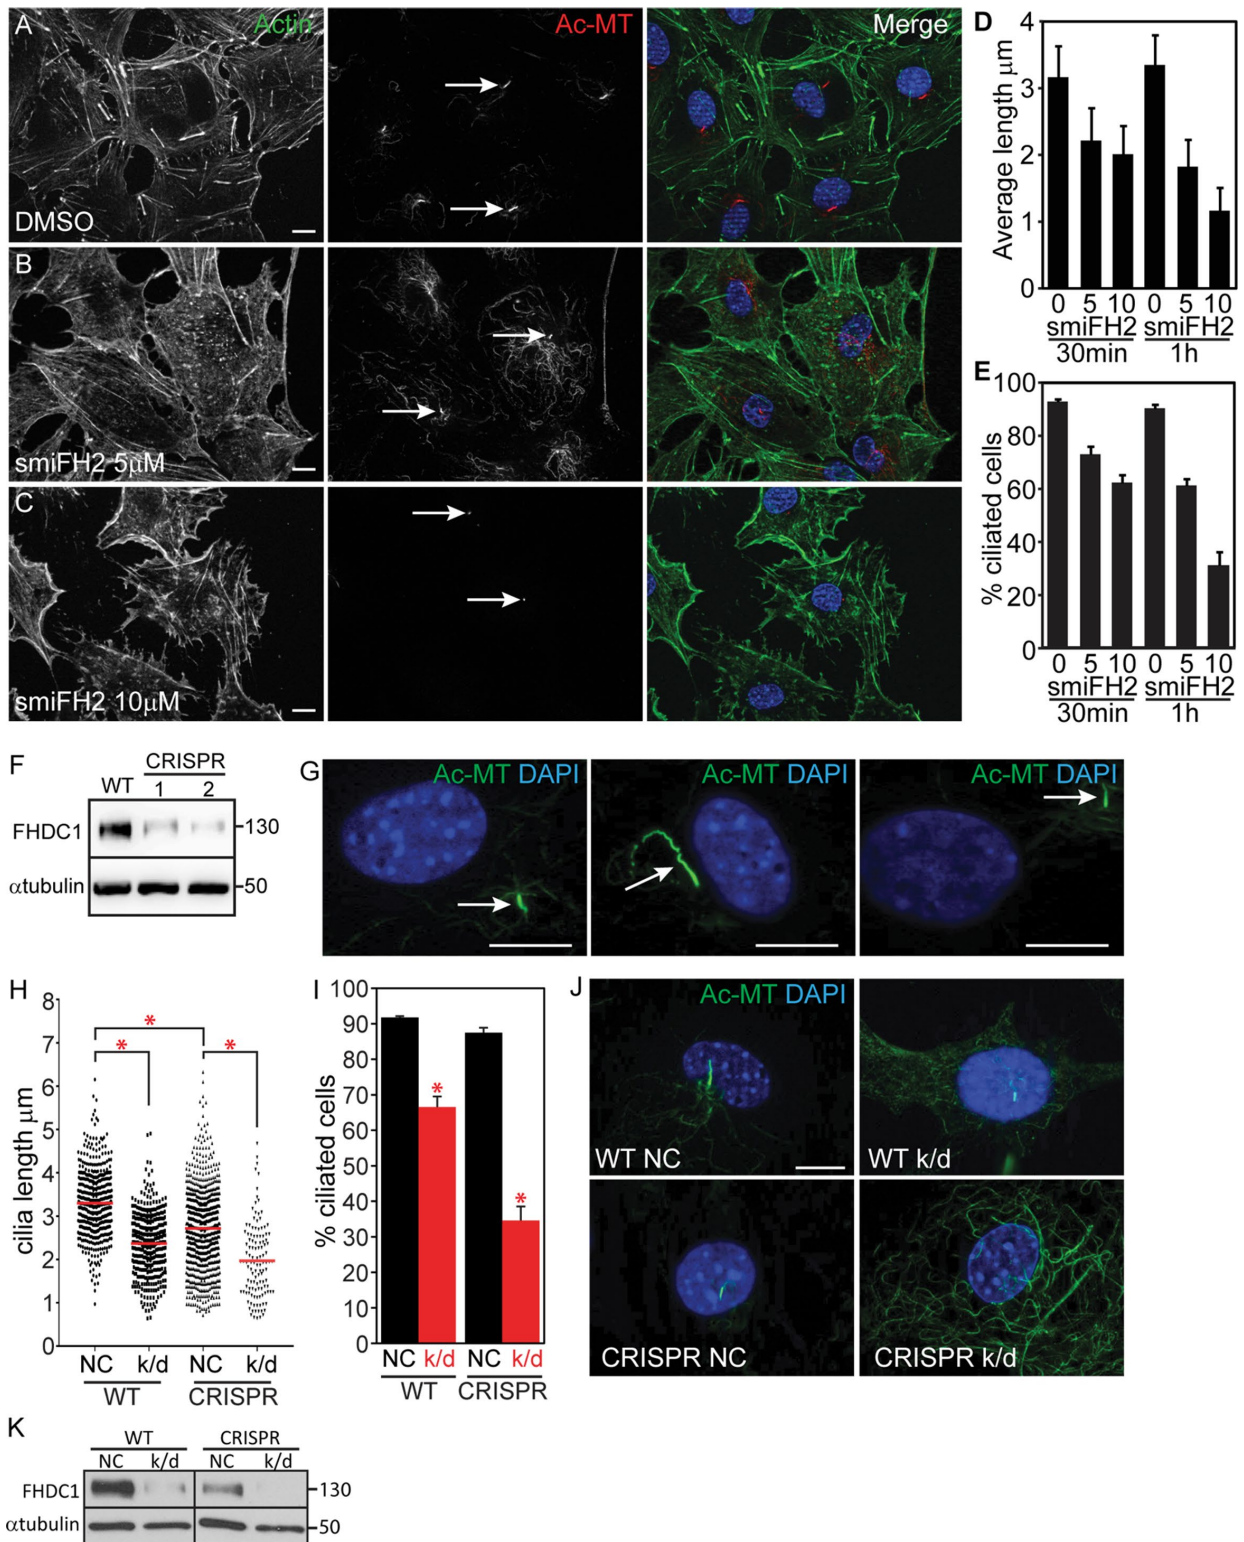 A
Actin
Ac-MT
Merge
DMSO
B
smiFH2 5μM
C
smiFH2 10μM
D
Average length μm
4
3
2
1
0
0 5 10 0 5 10
smiFH2 smiFH2
30min 1h
E
% ciliated cells
100
80
60
40
20
0
0 5 10 0 5 10
smiFH2 smiFH2
30min 1h
F
CRISPR
WT 1 2
FHDC1
130
αtubulin
50
G
Ac-MT DAPI
Ac-MT DAPI
Ac-MT DAPI
H
cilia length μm
8
7
6
5
4
3
2
1
0
* * *
NC k/d NC k/d
WT CRISPR
I
% ciliated cells
100
90
80
70
60
50
40
30
20
10
0
* *
NC k/d NC k/d
WT CRISPR
J
Ac-MT DAPI
WT NC
WT k/d
CRISPR NC
CRISPR k/d
K
WT CRISPR
NC k/d NC k/d
FHDC1
130
αtubulin
50